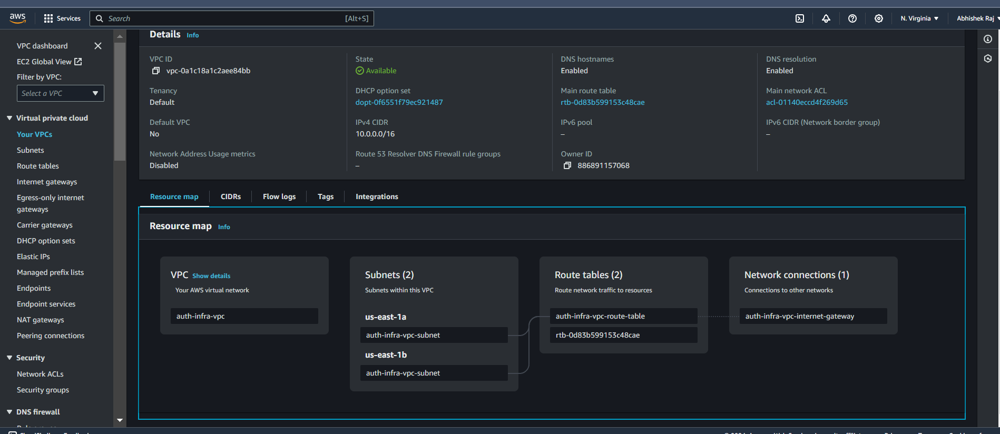 aws
Services
Search
[Alt+S]
N. Virginia
Abhishek Raj
VPC dashboard
EC2 Global View
Filter by VPC:
Select a VPC
Virtual private cloud
Your VPCs
Subnets
Route tables
Internet gateways
Egress-only internet
gateways
Carrier gateways
DHCP option sets
Elastic IPs
Managed prefix lists
Endpoints
Endpoint services
NAT gateways
Peering connections
Security
Network ACLs
Security groups
DNS firewall
Details Info
VPC ID
vpc-0a1c18a1c2aee84bb
State
Available
DNS hostnames
Enabled
DNS resolution
Enabled
Tenancy
Default
DHCP option set
dopt-0f6551f79ec921487
Main route table
rtb-0d83b599153c48cae
Main network ACL
acl-01140eccd4f269d65
Default VPC
No
IPv4 CIDR
10.0.0.0/16
IPv6 pool
–
IPv6 CIDR (Network border group)
–
Network Address Usage metrics
Disabled
Route 53 Resolver DNS Firewall rule groups
–
Owner ID
886891157068
Resource map
CIDRs
Flow logs
Tags
Integrations
Resource map Info
VPC Show details
Your AWS virtual network
auth-infra-vpc
Subnets (2)
Subnets within this VPC
us-east-1a
auth-infra-vpc-subnet
us-east-1b
auth-infra-vpc-subnet
Route tables (2)
Route network traffic to resources
auth-infra-vpc-route-table
rtb-0d83b599153c48cae
Network connections (1)
Connections to other networks
auth-infra-vpc-internet-gateway